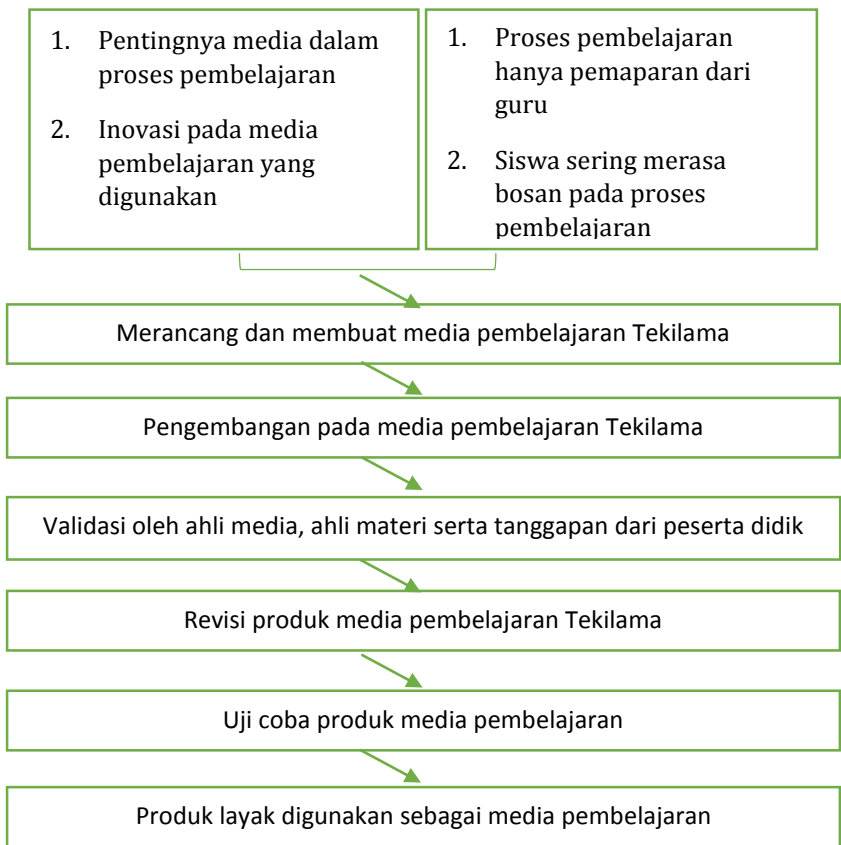 1. Pentingnya media dalam
proses pembelajaran
2. Inovasi pada media
pembelajaran yang
digunakan
1. Proses pembelajaran
hanya pemaparan dari
guru
2. Siswa sering merasa
bosan pada proses
pembelajaran
Merancang dan membuat media pembelajaran Tekilama
Pengembangan pada media pembelajaran Tekilama
Validasi oleh ahli media, ahli materi serta tanggapan dari peserta didik
Revisi produk media pembelajaran Tekilama
Uji coba produk media pembelajaran
Produk layak digunakan sebagai media pembelajaran